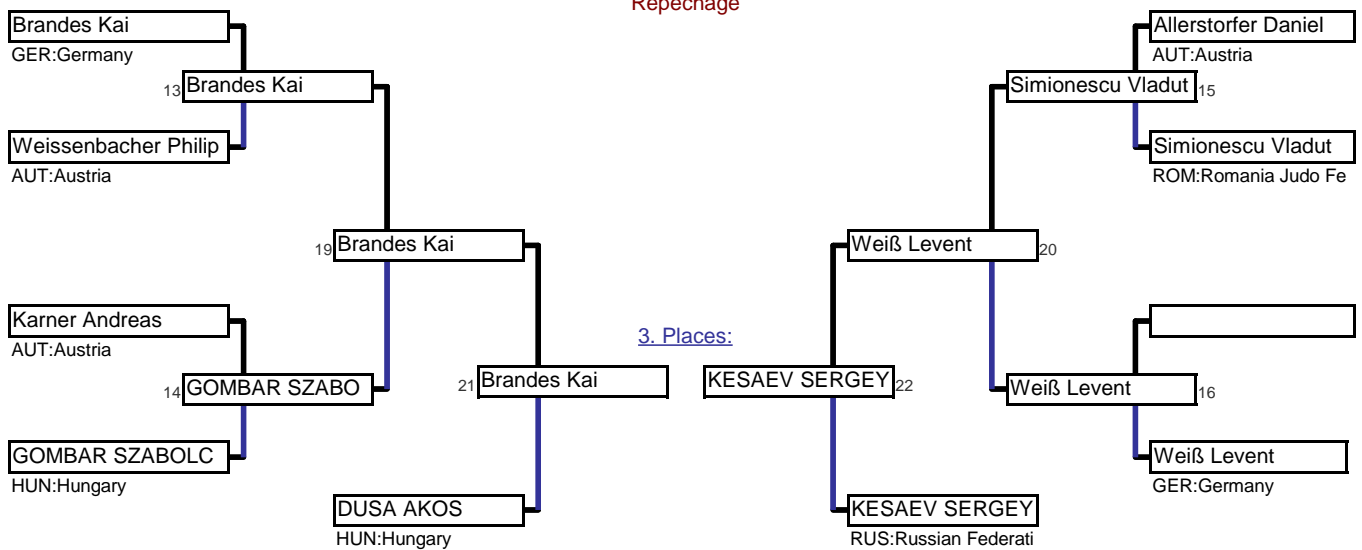 Repechage
Brandes Kai
GER:Germany
13 Brandes Kai
Weissenbacher Philip
AUT:Austria
19 Brandes Kai
Karner Andreas
AUT:Austria
14 GOMBAR SZABO
GOMBAR SZABOLC
HUN:Hungary
21 Brandes Kai
DUSA AKOS
HUN:Hungary
3. Places:
Allerstorfer Daniel
AUT:Austria
Simionescu Vladut 15
Simionescu Vladut
ROM:Romania Judo Fe
Weiß Levent 20
KESAEV SERGEY 22
Weiß Levent 16
Weiß Levent
GER:Germany
KESAEV SERGEY
RUS:Russian Federati